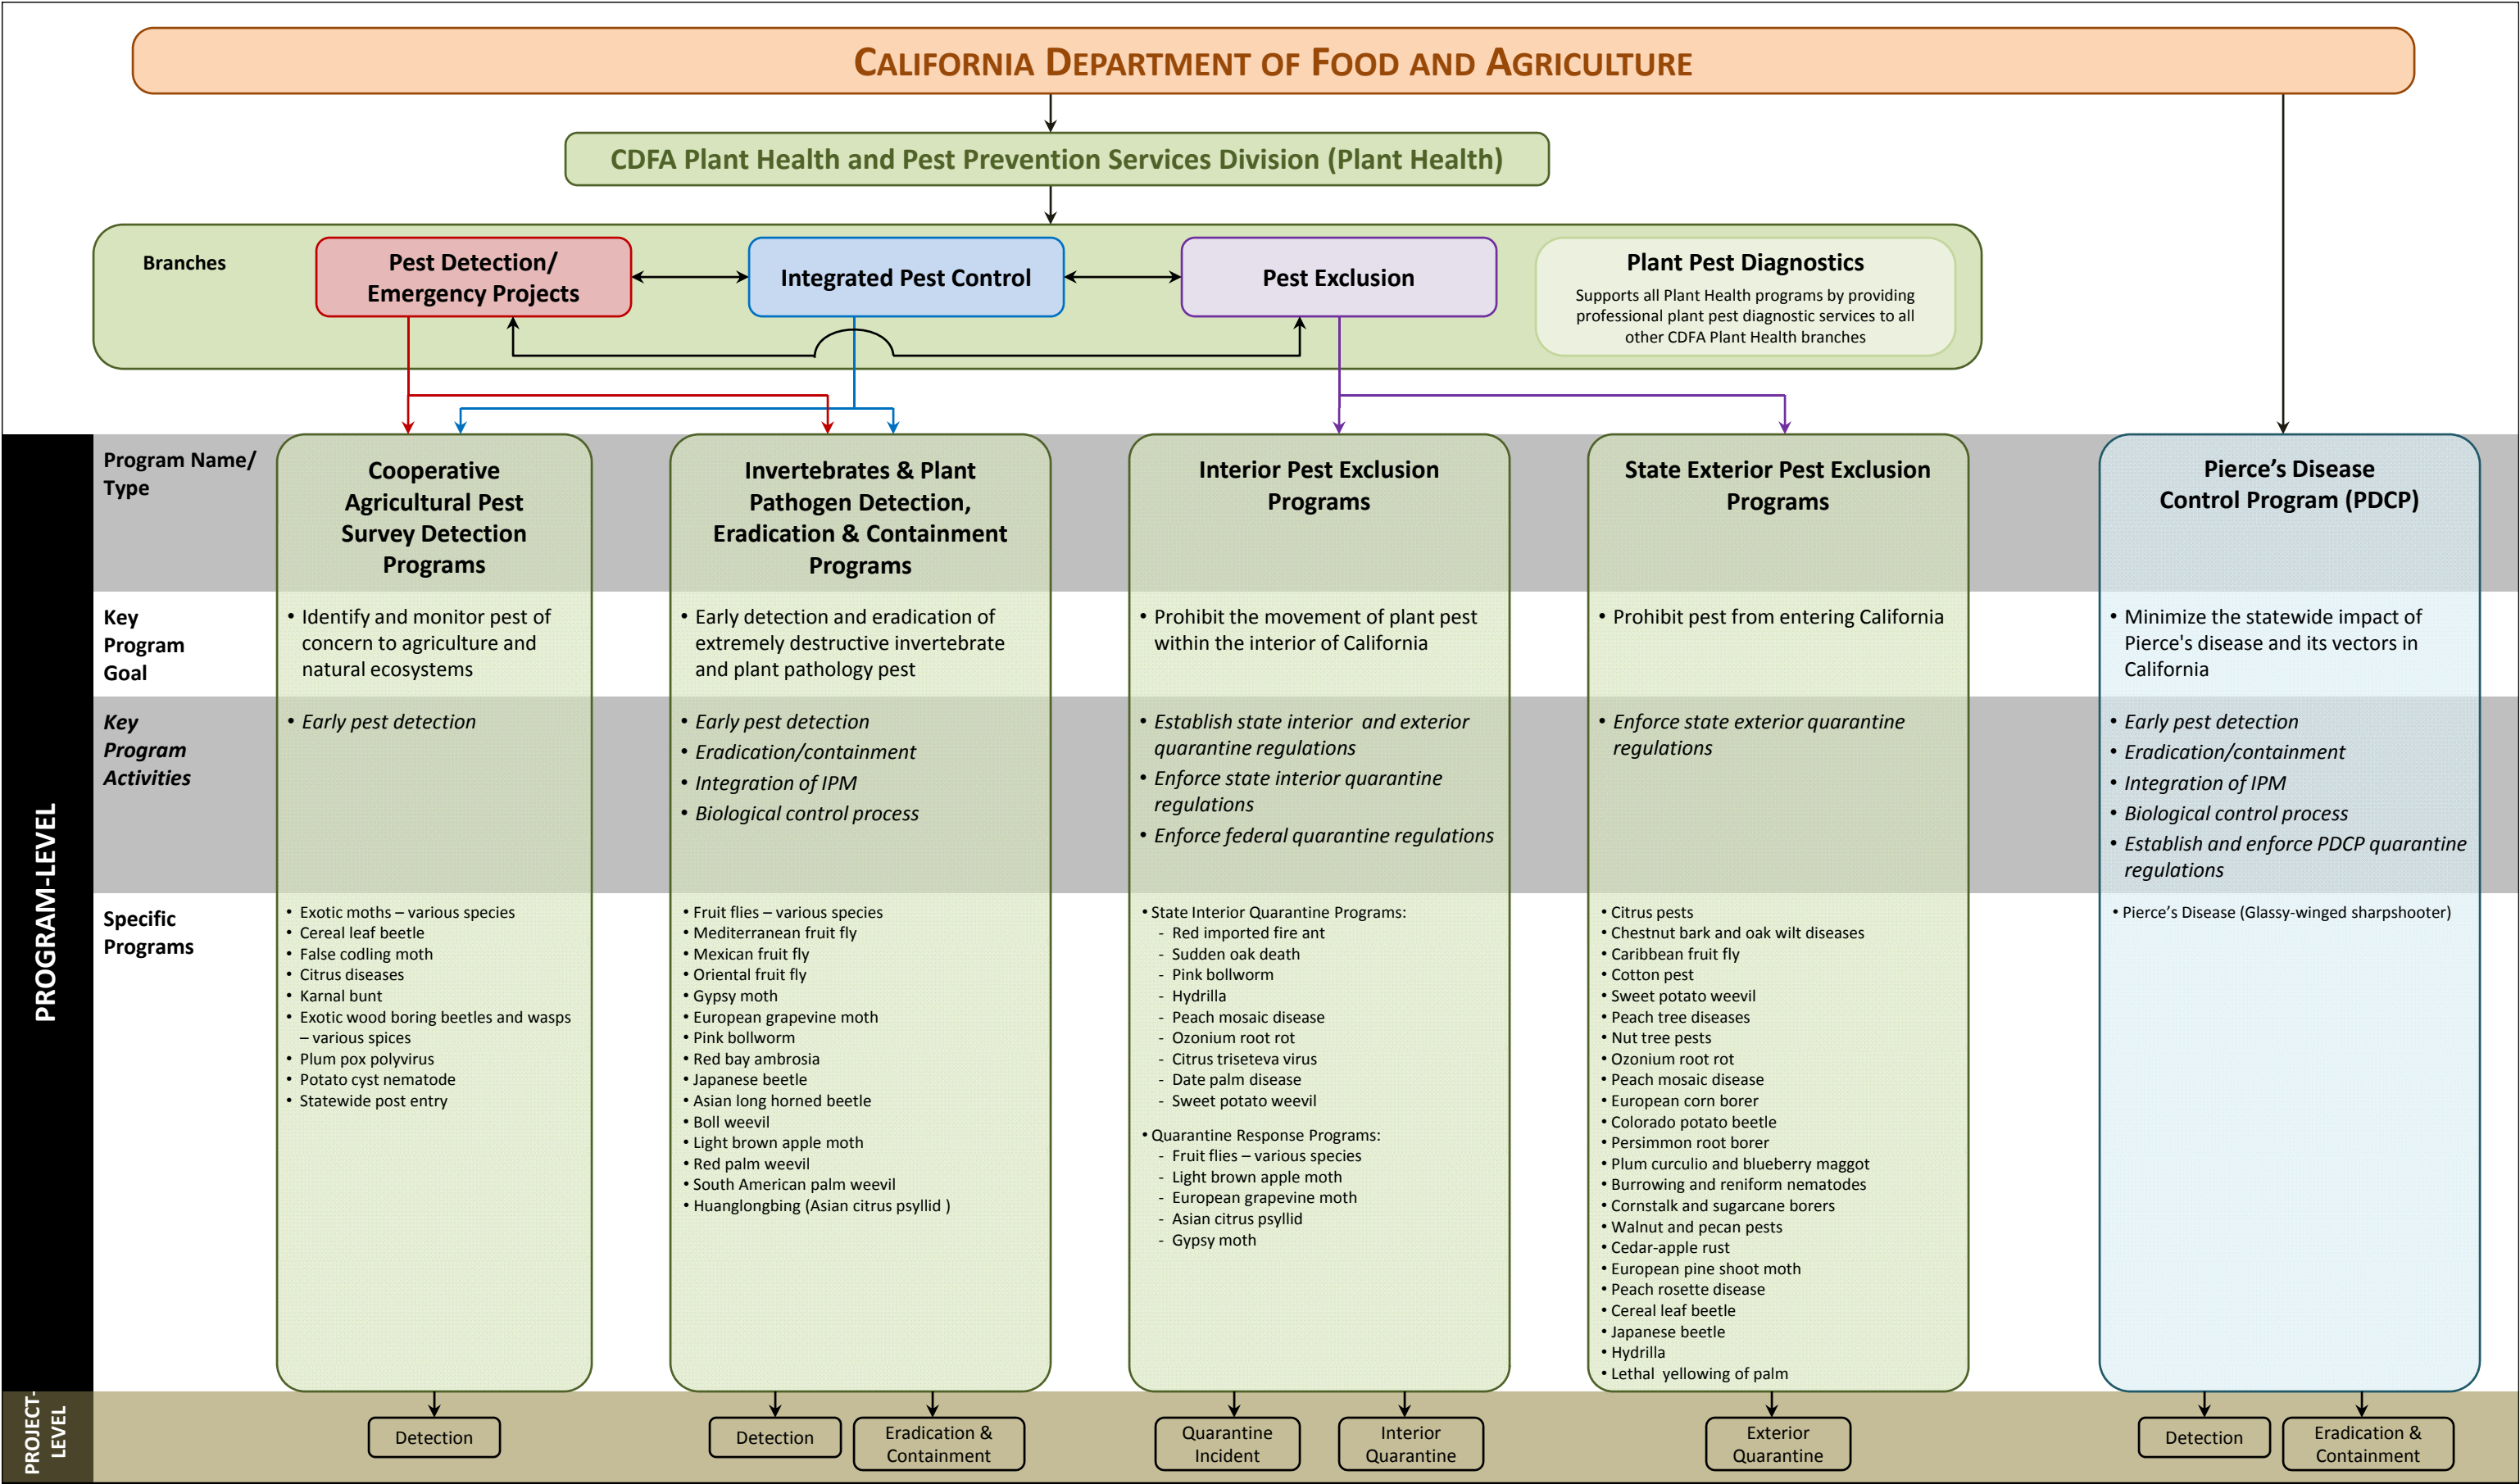 CALIFORNIA DEPARTMENT OF FOOD AND AGRICULTURE
CDFA Plant Health and Pest Prevention Services Division (Plant Health)
Branches
Pest Detection/
Emergency Projects
Integrated Pest Control
Pest Exclusion
Plant Pest Diagnostics
Supports all Plant Health programs by providing
professional plant pest diagnostic services to all
other CDFA Plant Health branches
PROGRAM-LEVEL
Program Name/
Type
Cooperative
Agricultural Pest
Survey Detection
Programs
Invertebrates & Plant
Pathogen Detection,
Eradication & Containment
Programs
Interior Pest Exclusion
Programs
State Exterior Pest Exclusion
Programs
Pierce's Disease
Control Program (PDCP)
Key
Program
Goal
• Identify and monitor pest of
concern to agriculture and
natural ecosystems
• Early detection and eradication of
extremely destructive invertebrate
and plant pathology pest
• Prohibit the movement of plant pest
within the interior of California
• Prohibit pest from entering California
• Minimize the statewide impact of
Pierce's disease and its vectors in
California
Key
Program
Activities
• Early pest detection
• Early pest detection
• Eradication/containment
• Integration of IPM
• Biological control process
• Establish state interior and exterior
quarantine regulations
• Enforce state interior quarantine
regulations
• Enforce federal quarantine regulations
• Enforce state exterior quarantine
regulations
• Early pest detection
• Eradication/containment
• Integration of IPM
• Biological control process
• Establish and enforce PDCP quarantine
regulations
Specific
Programs
• Exotic moths – various species
• Cereal leaf beetle
• False codling moth
• Citrus diseases
• Karnal bunt
• Exotic wood boring beetles and wasps
– various spices
• Plum pox polyvirus
• Potato cyst nematode
• Statewide post entry
• Fruit flies – various species
• Mediterranean fruit fly
• Mexican fruit fly
• Oriental fruit fly
• Gypsy moth
• European grapevine moth
• Pink bollworm
• Red bay ambrosia
• Japanese beetle
• Asian long horned beetle
• Boll weevil
• Light brown apple moth
• Red palm weevil
• South American palm weevil
• Huanglongbing (Asian citrus psyllid )
• State Interior Quarantine Programs:
- Red imported fire ant
- Sudden oak death
- Pink bollworm
- Hydrilla
- Peach mosaic disease
- Ozonium root rot
- Citrus triseteva virus
- Date palm disease
- Sweet potato weevil
• Quarantine Response Programs:
- Fruit flies – various species
- Light brown apple moth
- European grapevine moth
- Asian citrus psyllid
- Gypsy moth
• Citrus pests
• Chestnut bark and oak wilt diseases
• Caribbean fruit fly
• Cotton pest
• Sweet potato weevil
• Peach tree diseases
• Nut tree pests
• Ozonium root rot
• Peach mosaic disease
• European corn borer
• Colorado potato beetle
• Persimmon root borer
• Plum curculio and blueberry maggot
• Burrowing and reniform nematodes
• Cornstalk and sugarcane borers
• Walnut and pecan pests
• Cedar-apple rust
• European pine shoot moth
• Peach rosette disease
• Cereal leaf beetle
• Japanese beetle
• Hydrilla
• Lethal yellowing of palm
• Pierce's Disease (Glassy-winged sharpshooter)
PROJECT-
LEVEL
Detection
Detection
Eradication &
Containment
Quarantine
Incident
Interior
Quarantine
Exterior
Quarantine
Detection
Eradication &
Containment